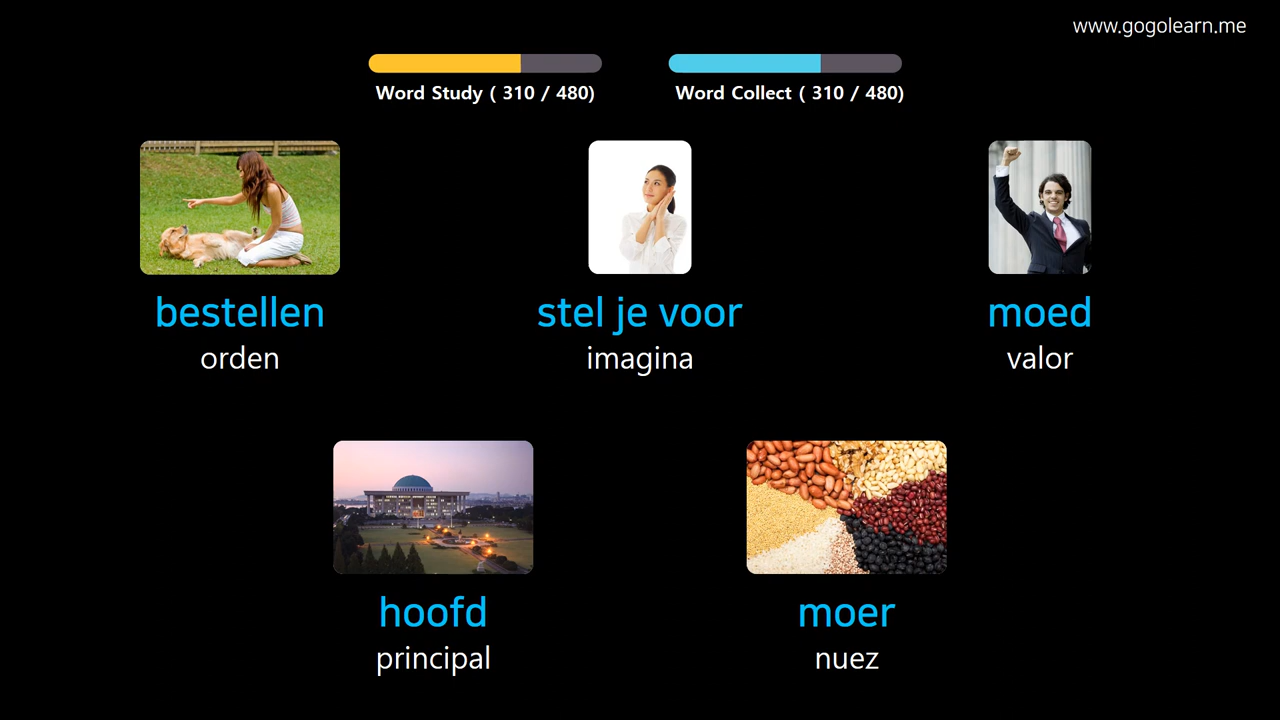 www.gogolearn.me
Word Study ( 310 / 480)
Word Collect ( 310 / 480)
bestellen
orden
stel je voor
imagina
moed
valor
hoofd
principal
moer
nuez